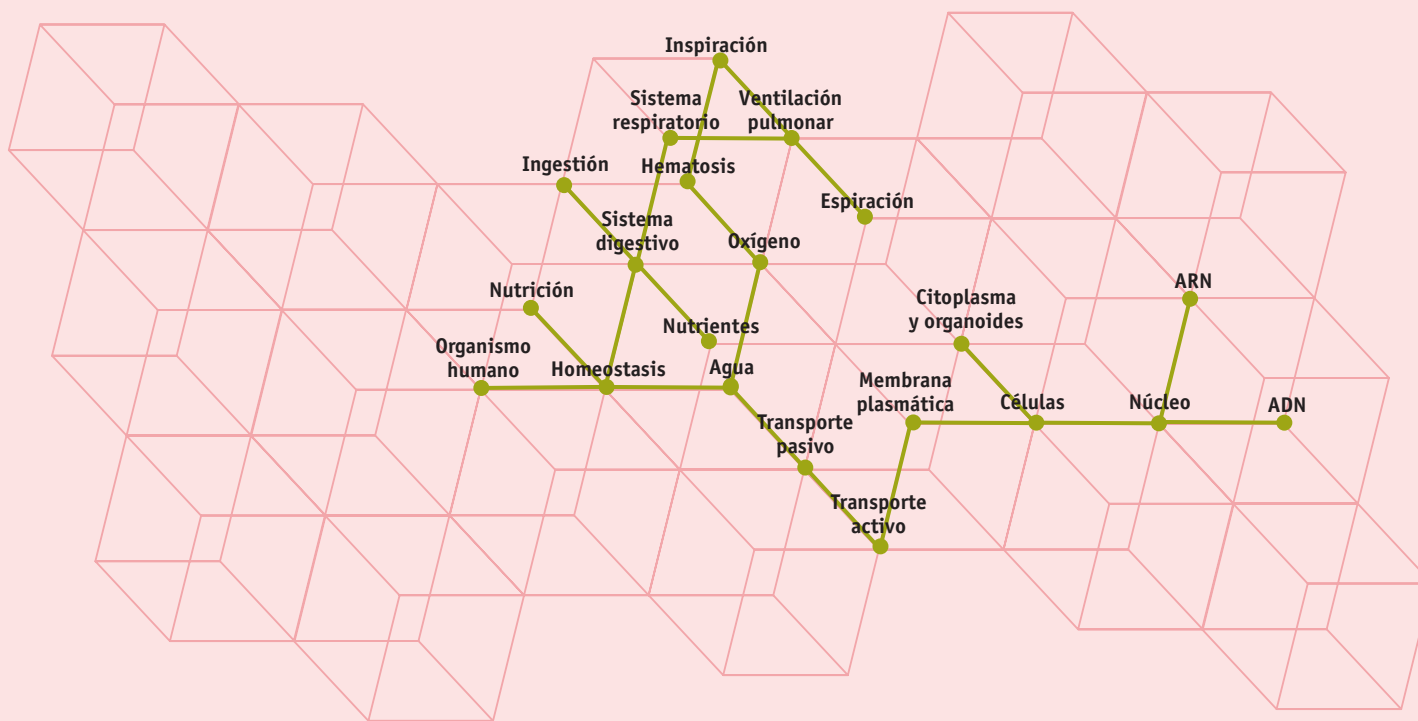 Inspiración
Sistema
respiratorio
Ventilación
pulmonar
Ingestión
Hematosis
Espiración
Sistema
digestivo
Oxígeno
Nutrición
Citoplasma
y organoides
ARN
Nutrientes
Organismo
humano
Homeostasis
Agua
Membrana
plasmática
Células
Núcleo
ADN
Transporte
pasivo
Transporte
activo